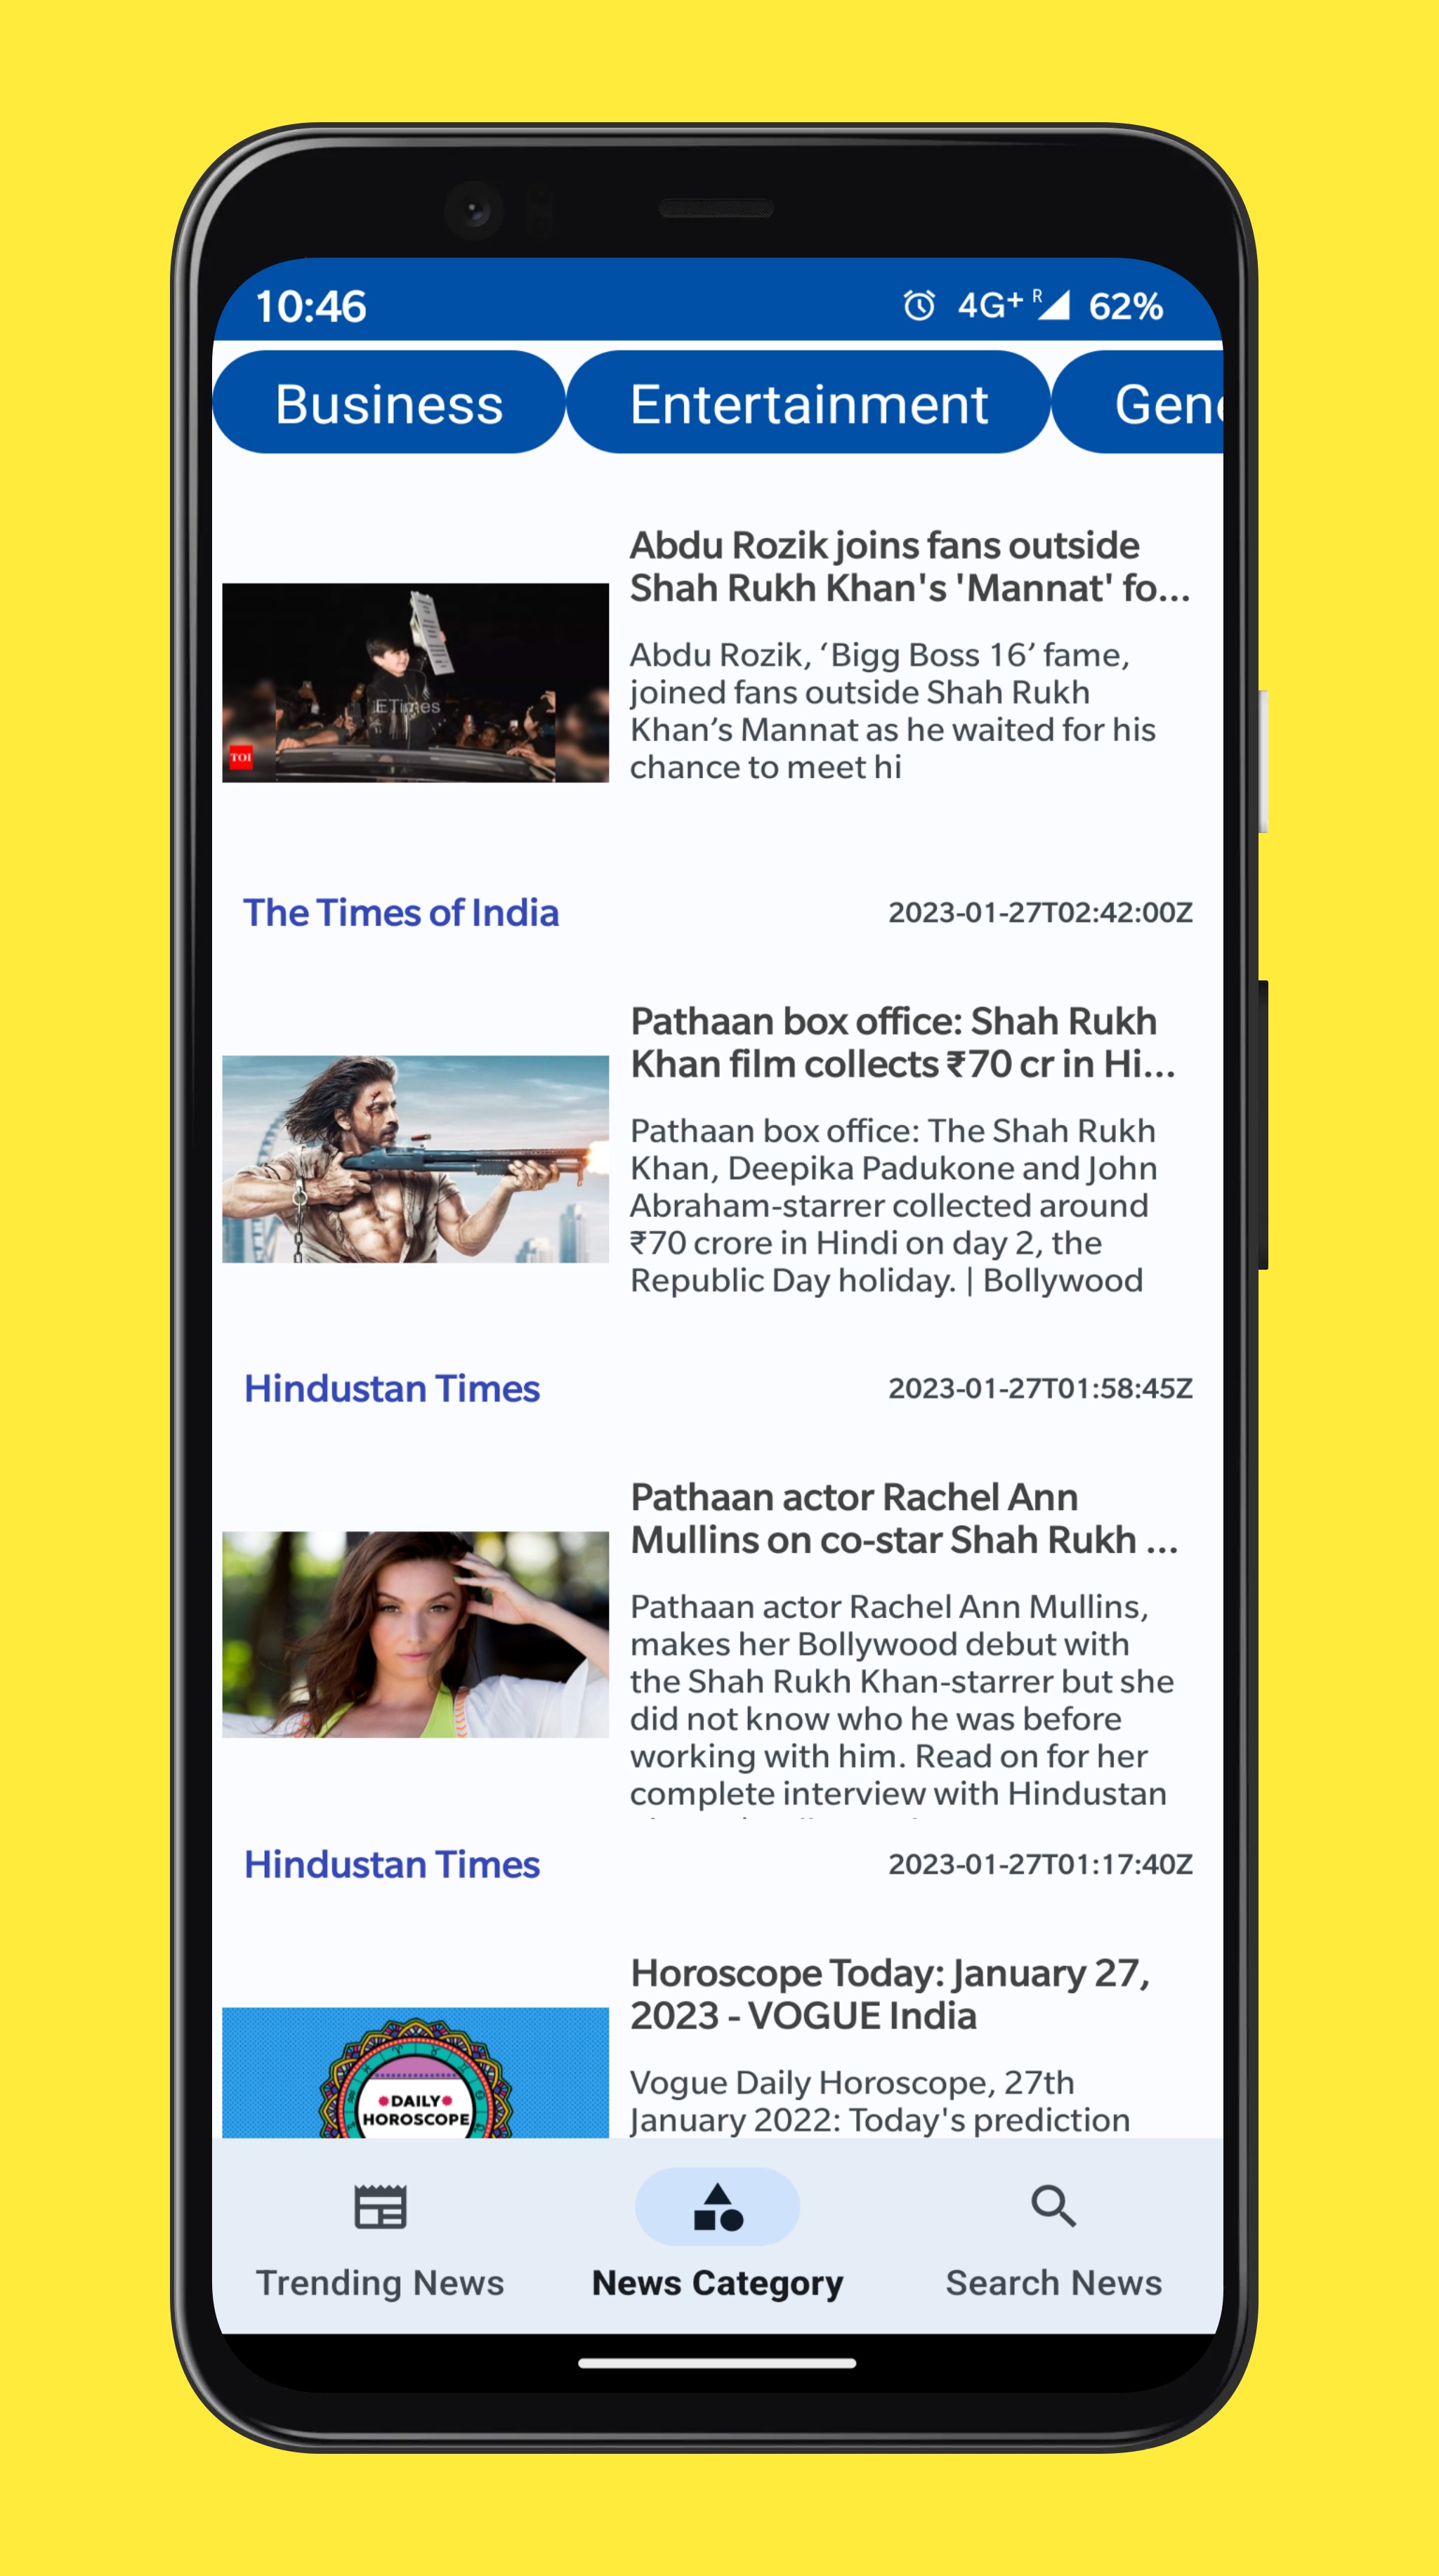 10:46
4G+ R 62%
Business
Entertainment
Gene
Abdu Rozik joins fans outside
Shah Rukh Khan's 'Mannat' fo...
ETimes
TOI
Abdu Rozik, ‘Bigg Boss 16’ fame,
joined fans outside Shah Rukh
Khan’s Mannat as he waited for his
chance to meet hi
The Times of India
2023-01-27T02:42:00Z
Pathaan box office: Shah Rukh
Khan film collects ₹70 cr in Hi...
Pathaan box office: The Shah Rukh
Khan, Deepika Padukone and John
Abraham-starrer collected around
₹70 crore in Hindi on day 2, the
Republic Day holiday. | Bollywood
Hindustan Times
2023-01-27T01:58:45Z
Pathaan actor Rachel Ann
Mullins on co-star Shah Rukh ...
Pathaan actor Rachel Ann Mullins,
makes her Bollywood debut with
the Shah Rukh Khan-starrer but she
did not know who he was before
working with him. Read on for her
complete interview with Hindustan
Hindustan Times
2023-01-27T01:17:40Z
Horoscope Today: January 27,
2023 - VOGUE India
DAILY
HOROSCOPE
Vogue Daily Horoscope, 27th
January 2022: Today's prediction
Trending News
News Category
Search News